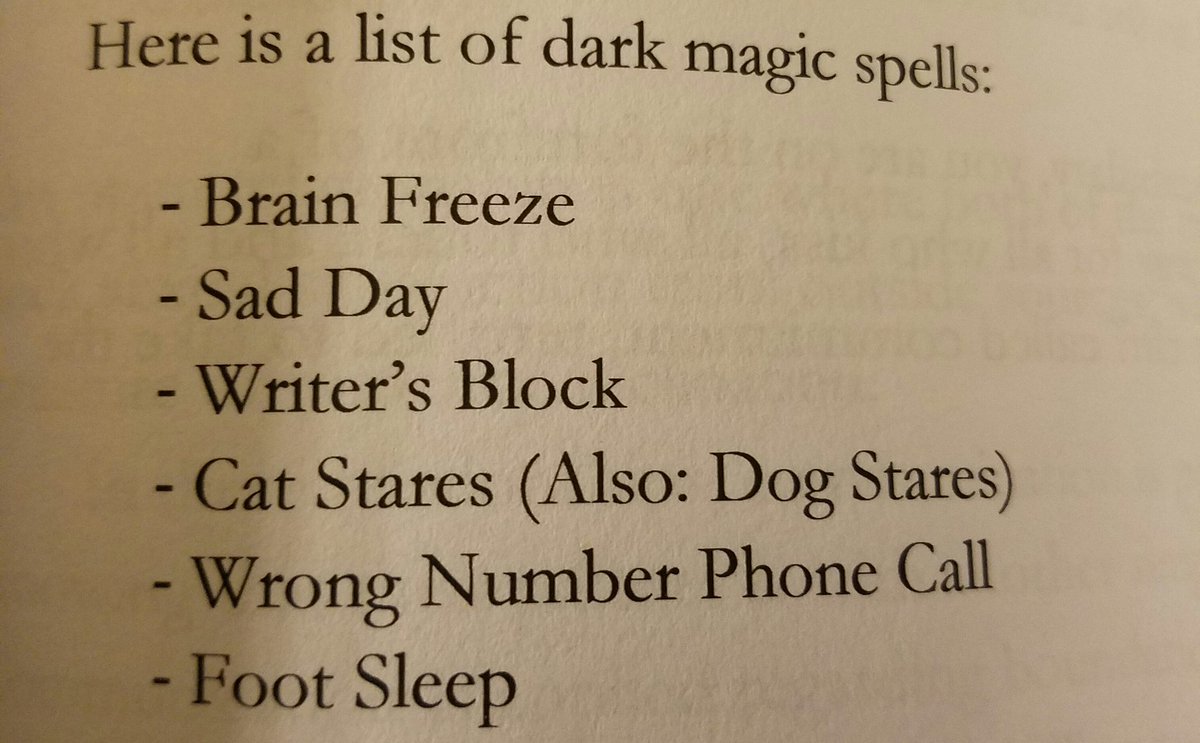 Here is a list of dark magic spells:
- Brain Freeze
- Sad Day
- Writer’s Block
- Cat Stares (Also: Dog Stares)
- Wrong Number Phone Call
- Foot Sleep